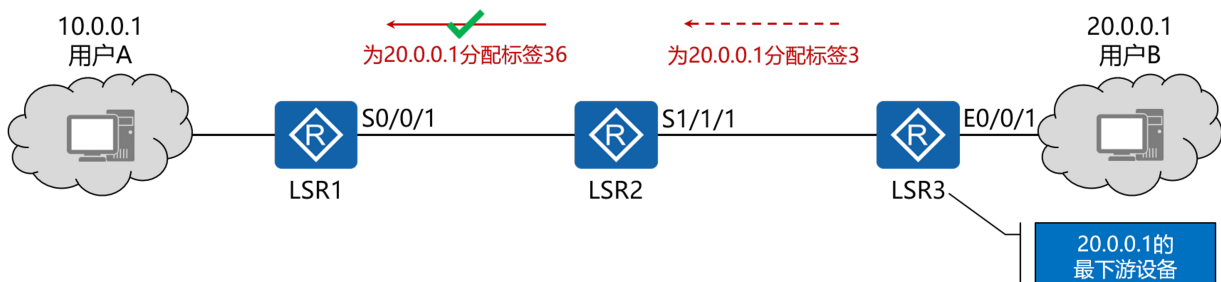 10.0.0.1
用户A
为20.0.0.1分配标签36
为20.0.0.1分配标签3
20.0.0.1
用户B
R
S0/0/1
R
S1/1/1
R
E0/0/1
LSR1
LSR2
LSR3
20.0.0.1的
最下游设备